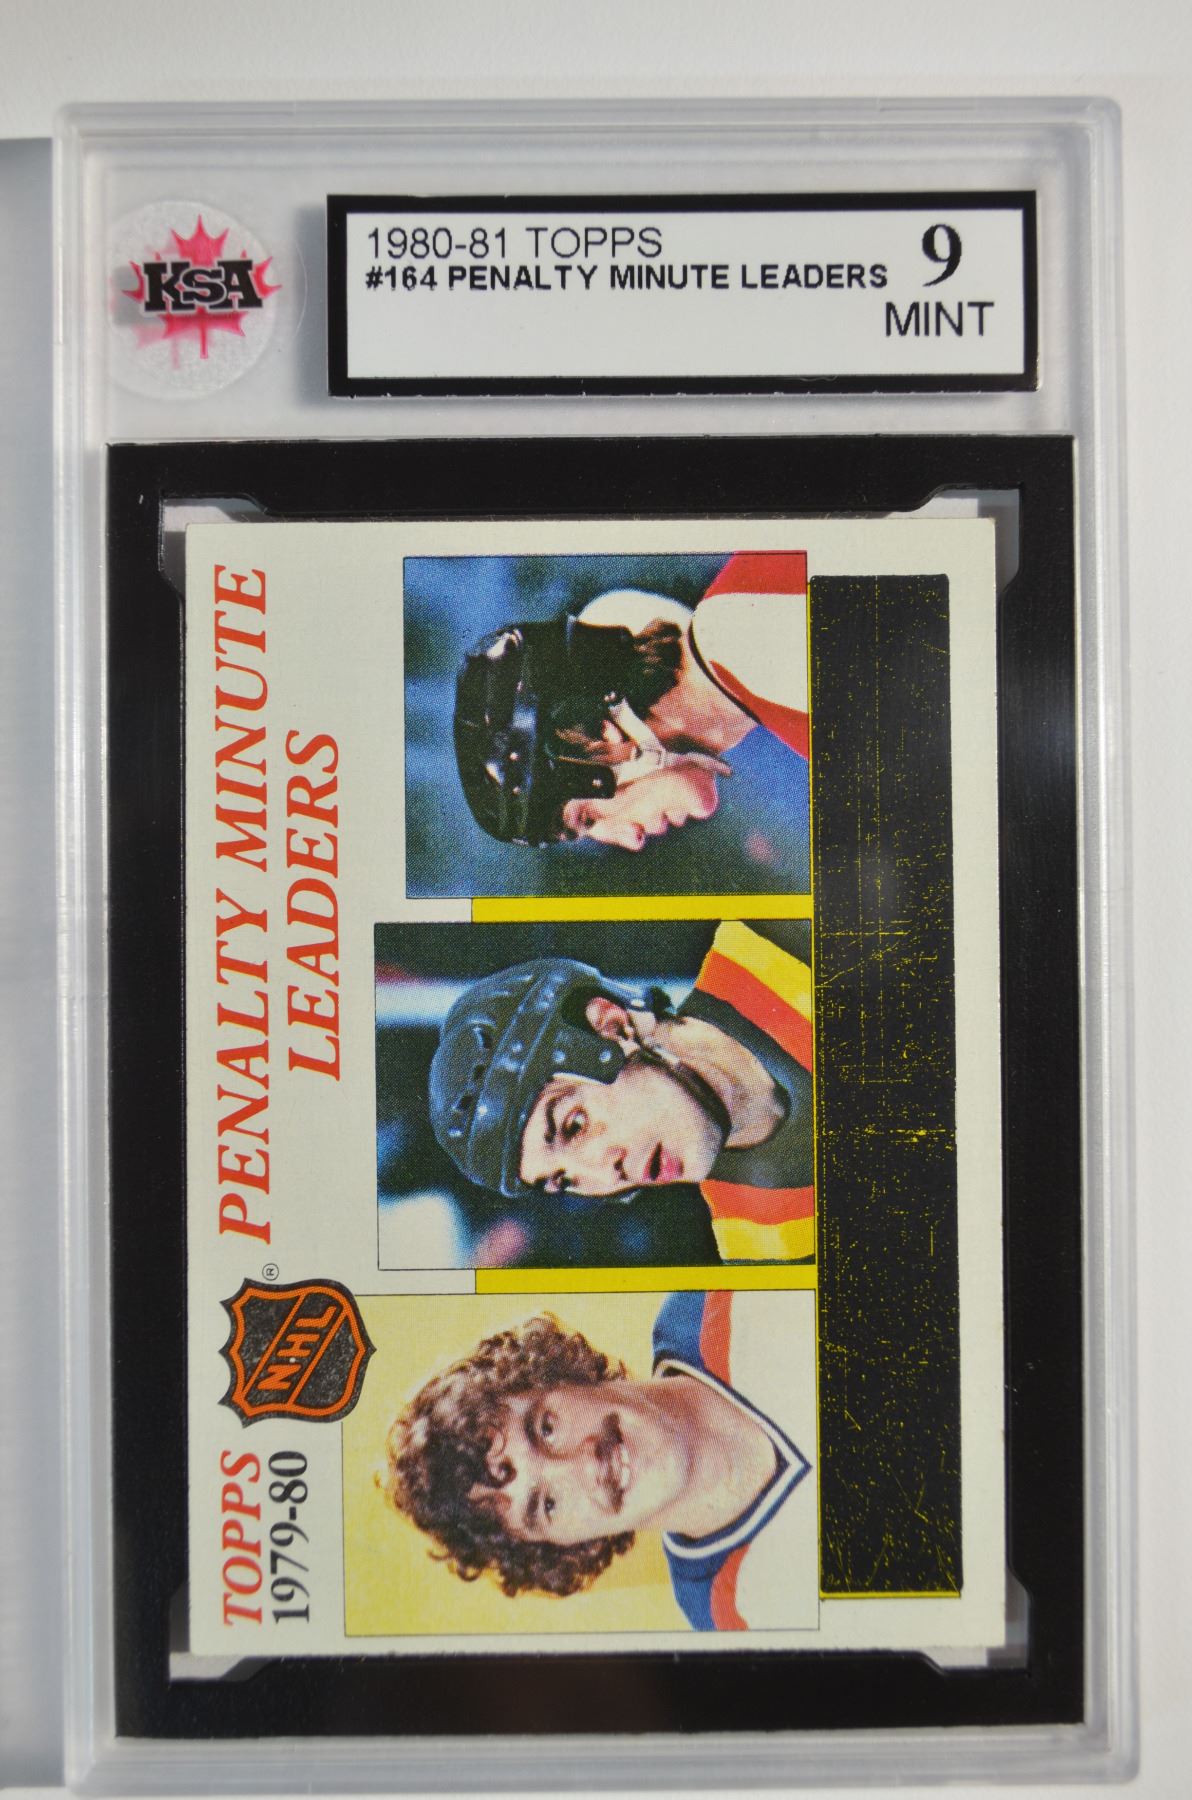 KSA
1980-81 TOPPS
#164 PENALTY MINUTE LEADERS
9
MINT
TOPPS
1979-80
NHL
®
PENALTY MINUTE
LEADERS